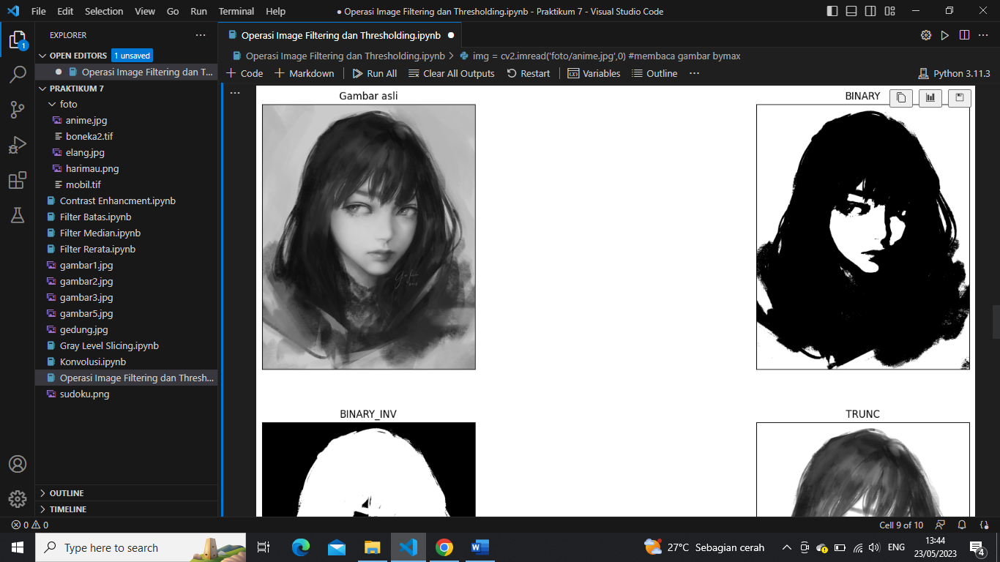 File Edit Selection View Go Run Terminal Help
● Operasi Image Filtering dan Thresholding.ipynb - Praktikum 7 - Visual Studio Code
EXPLORER
OPEN EDITORS 1 unsaved
Operasi Image Filtering dan T...
PRAKTIKUM 7
foto
anime.jpg
boneka2.tif
elang.jpg
harimau.png
mobil.tif
Contrast Enhancment.ipynb
Filter Batas.ipynb
Filter Median.ipynb
Filter Rerata.ipynb
gambar1.jpg
gambar2.jpg
gambar3.jpg
gambar5.jpg
gedung.jpg
Gray Level Slicing.ipynb
Konvolusi.ipynb
Operasi Image Filtering dan Thresh...
sudoku.png
OUTLINE
TIMELINE
1
Operasi Image Filtering dan Thresholding.ipynb ●
Operasi Image Filtering dan Thresholding.ipynb > img = cv2.imread('foto/anime.jpg',0) #membaca gambar bymax
+ Code + Markdown Run All Clear All Outputs Restart Variables Outline ... Python 3.11.3
Gambar asli
BINARY
BINARY_INV
TRUNC
0 0 Cell 9 of 10
Type here to search
27°C Sebagian cerah
ENG
13:44
23/05/2023
4